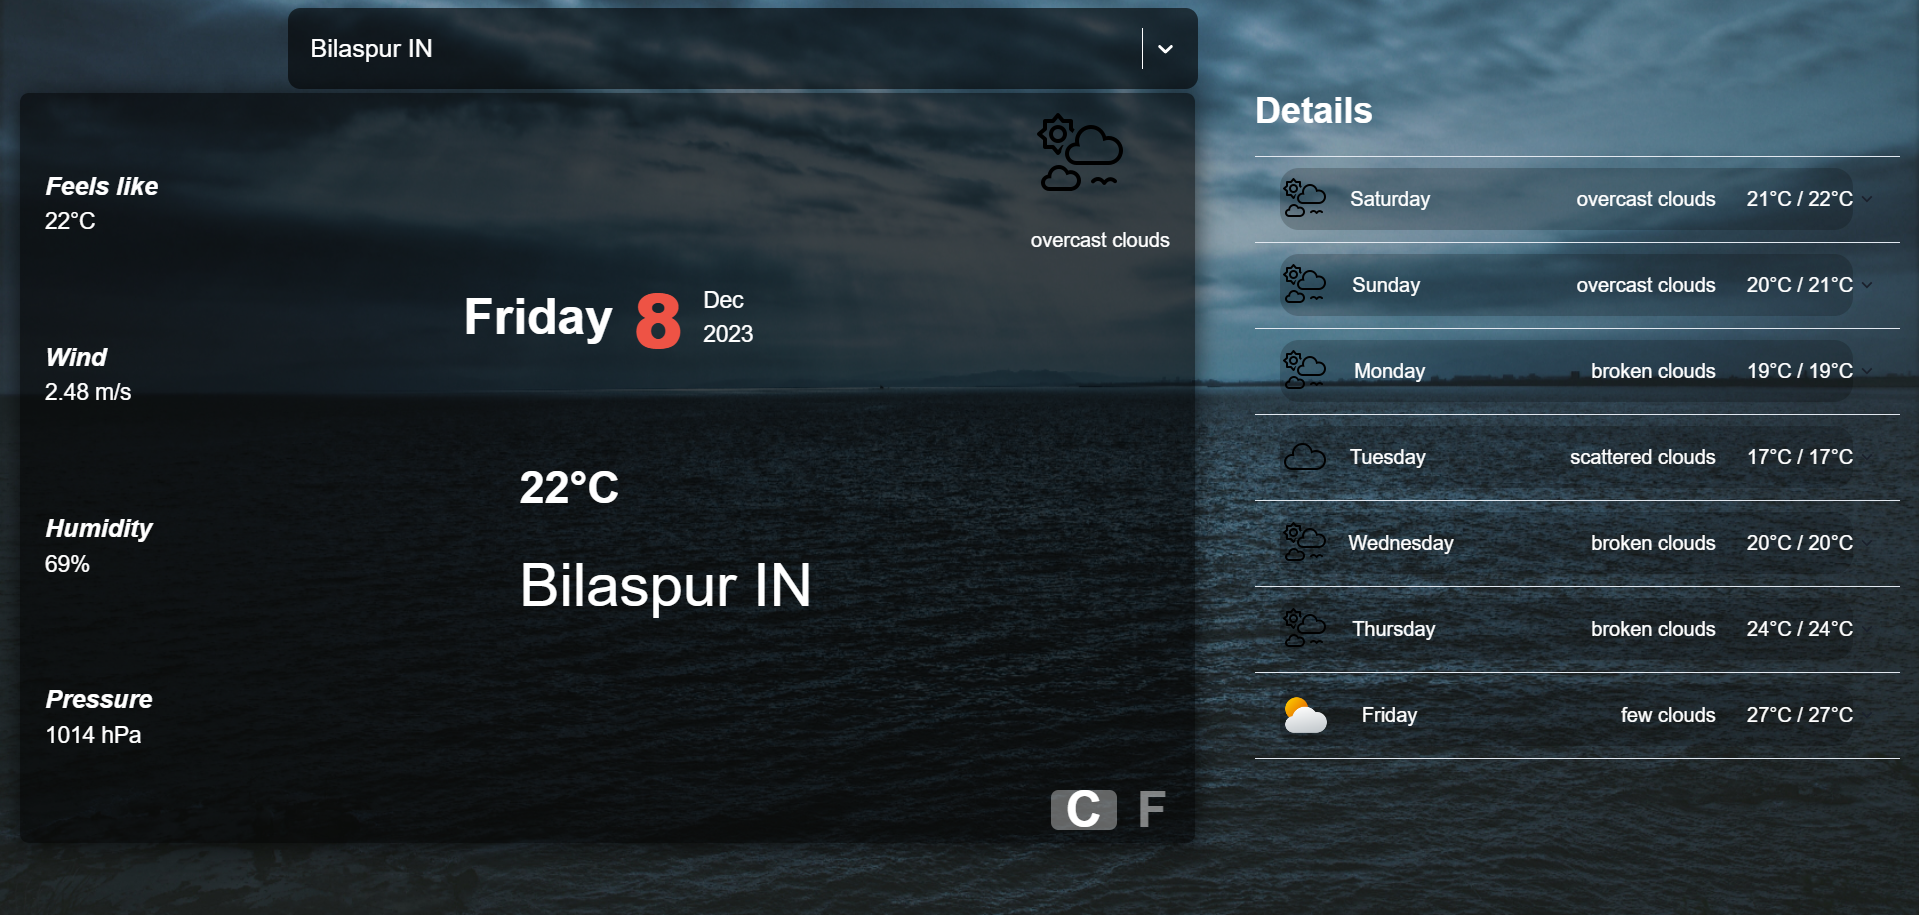 Bilaspur IN
Feels like
22°C
Wind
2.48 m/s
Humidity
69%
Pressure
1014 hPa
overcast clouds
Friday 8 Dec
2023
22°C
Bilaspur IN
C F
Details
Saturday overcast clouds 21°C / 22°C
Sunday overcast clouds 20°C / 21°C
Monday broken clouds 19°C / 19°C
Tuesday scattered clouds 17°C / 17°C
Wednesday broken clouds 20°C / 20°C
Thursday broken clouds 24°C / 24°C
Friday few clouds 27°C / 27°C